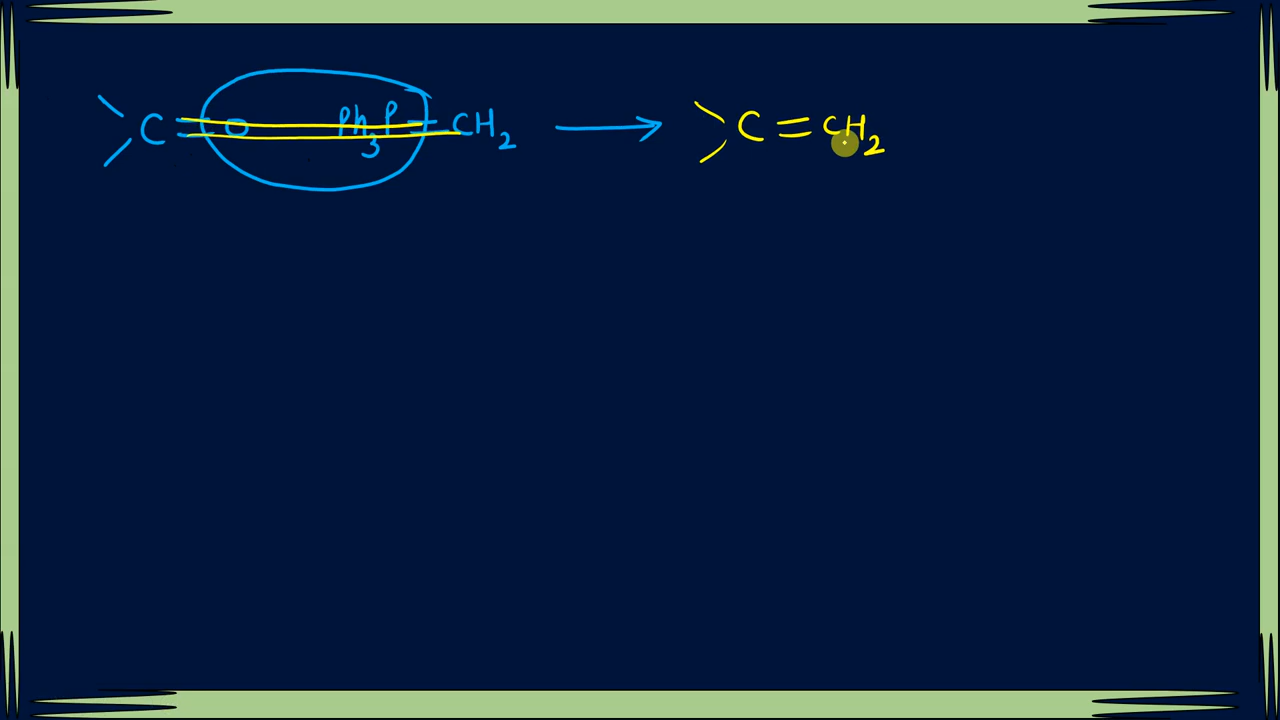 >C=O Ph₃P=CH₂ → >C=CH₂